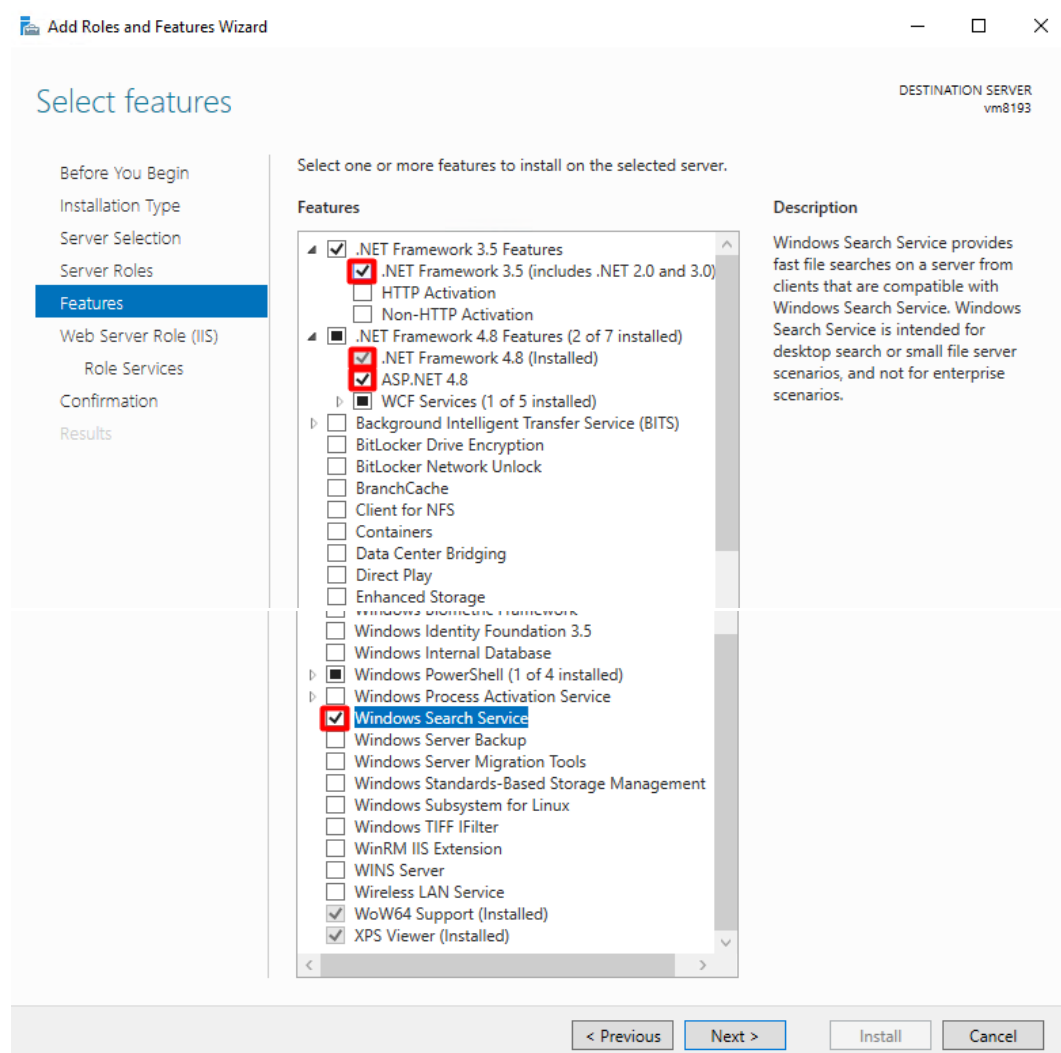 Add Roles and Features Wizard
Select features
DESTINATION SERVER
vm8193
Before You Begin
Installation Type
Server Selection
Server Roles
Features
Web Server Role (IIS)
Role Services
Confirmation
Results
Select one or more features to install on the selected server.
Features
.NET Framework 3.5 Features
.NET Framework 3.5 (includes .NET 2.0 and 3.0)
HTTP Activation
Non-HTTP Activation
.NET Framework 4.8 Features (2 of 7 installed)
.NET Framework 4.8 (Installed)
ASP.NET 4.8
WCF Services (1 of 5 installed)
Background Intelligent Transfer Service (BITS)
BitLocker Drive Encryption
BitLocker Network Unlock
BranchCache
Client for NFS
Containers
Data Center Bridging
Direct Play
Enhanced Storage
Windows Biometric Framework
Windows Identity Foundation 3.5
Windows Internal Database
Windows PowerShell (1 of 4 installed)
Windows Process Activation Service
Windows Search Service
Windows Server Backup
Windows Server Migration Tools
Windows Standards-Based Storage Management
Windows Subsystem for Linux
Windows TIFF IFilter
WinRM IIS Extension
WINS Server
Wireless LAN Service
WoW64 Support (Installed)
XPS Viewer (Installed)
Description
Windows Search Service provides
fast file searches on a server from
clients that are compatible with
Windows Search Service. Windows
Search Service is intended for
desktop search or small file server
scenarios, and not for enterprise
scenarios.
< Previous
Next >
Install
Cancel